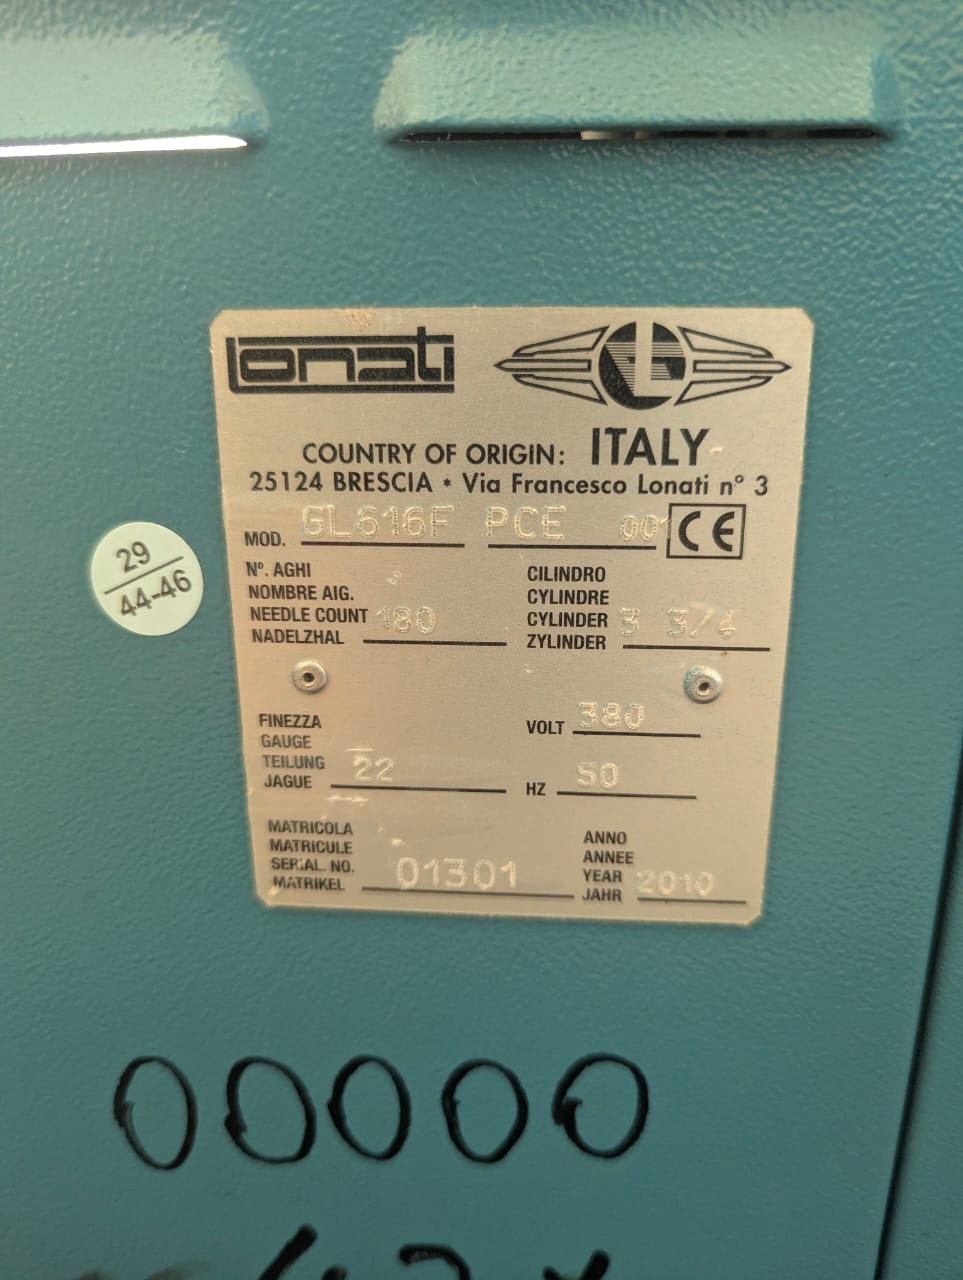 Lonati
L
COUNTRY OF ORIGIN: ITALY
25124 BRESCIA * Via Francesco Lonati n° 3
MOD. GL616F PCE 001 CE
N°. AGHI
NOMBRE AIG.
NEEDLE COUNT 180
NADELZHAL
CILINDRO
CYLINDRE
CYLINDER 3 3/4
ZYLINDER
FINEZZA
GAUGE
TEILUNG 22
JAGUE
VOLT 380
HZ 50
MATRICOLA
MATRICULE
SERIAL. NO. 01301
MATRIKEL
ANNO
ANNEE
YEAR 2010
JAHR
29
44-46
00000